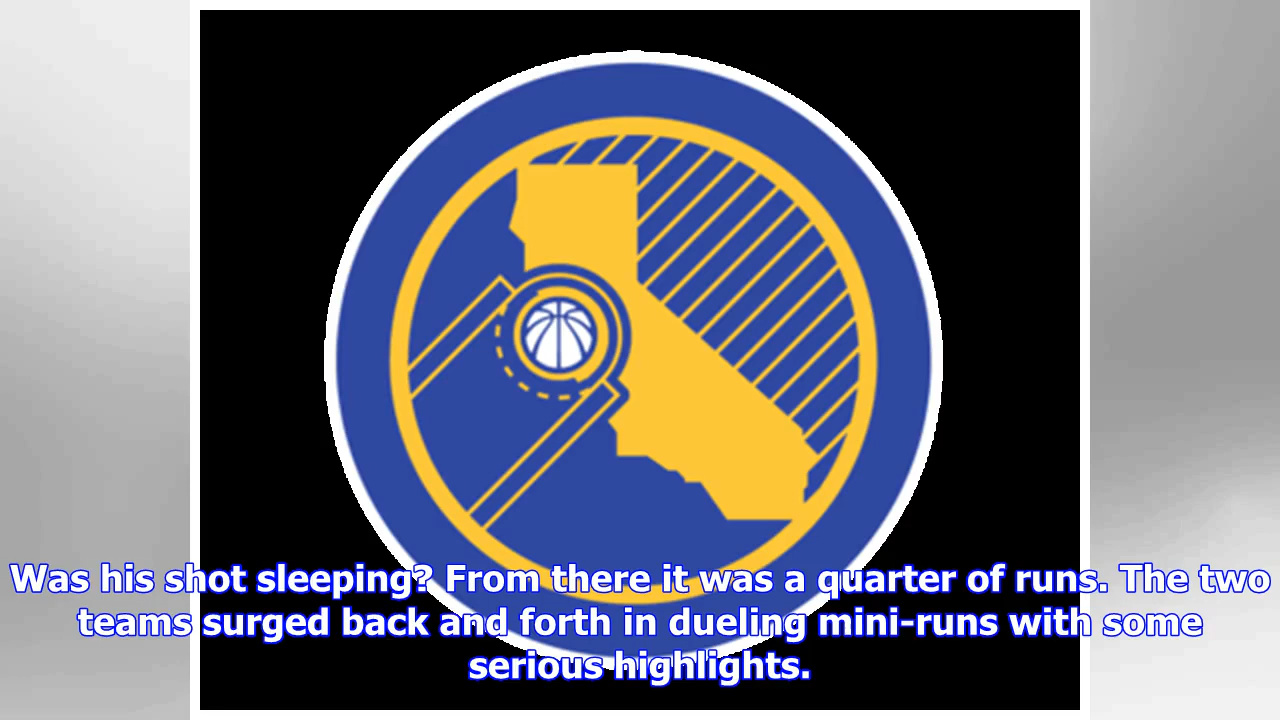 Was his shot sleeping? From there it was a quarter of runs. The two
teams surged back and forth in dueling mini-runs with some
serious highlights.